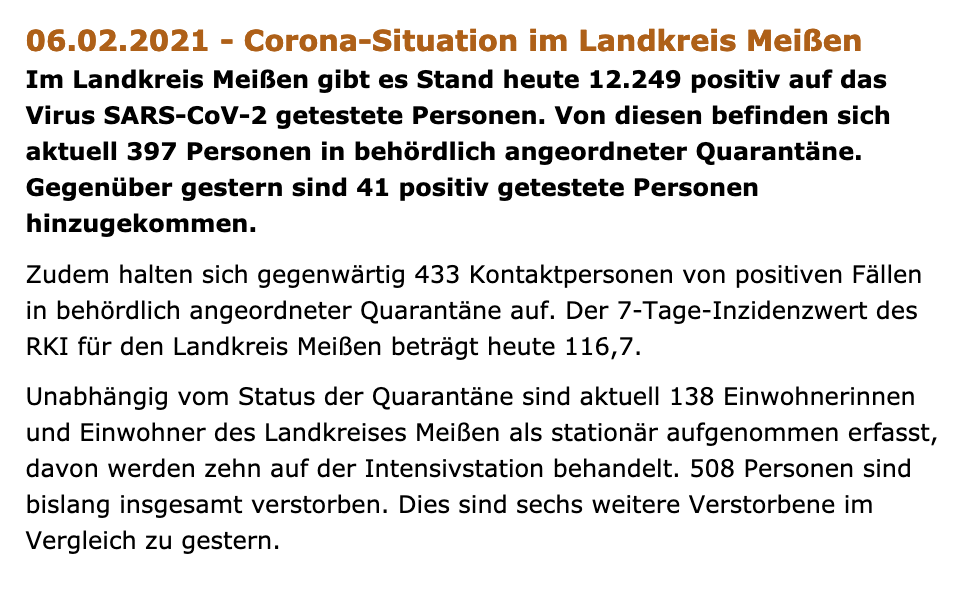 06.02.2021 - Corona-Situation im Landkreis Meißen
Im Landkreis Meißen gibt es Stand heute 12.249 positiv auf das
Virus SARS-CoV-2 getestete Personen. Von diesen befinden sich
aktuell 397 Personen in behördlich angeordneter Quarantäne.
Gegenüber gestern sind 41 positiv getestete Personen
hinzugekommen.
Zudem halten sich gegenwärtig 433 Kontaktpersonen von positiven Fällen
in behördlich angeordneter Quarantäne auf. Der 7-Tage-Inzidenzwert des
RKI für den Landkreis Meißen beträgt heute 116,7.
Unabhängig vom Status der Quarantäne sind aktuell 138 Einwohnerinnen
und Einwohner des Landkreises Meißen als stationär aufgenommen erfasst,
davon werden zehn auf der Intensivstation behandelt. 508 Personen sind
bislang insgesamt verstorben. Dies sind sechs weitere Verstorbene im
Vergleich zu gestern.